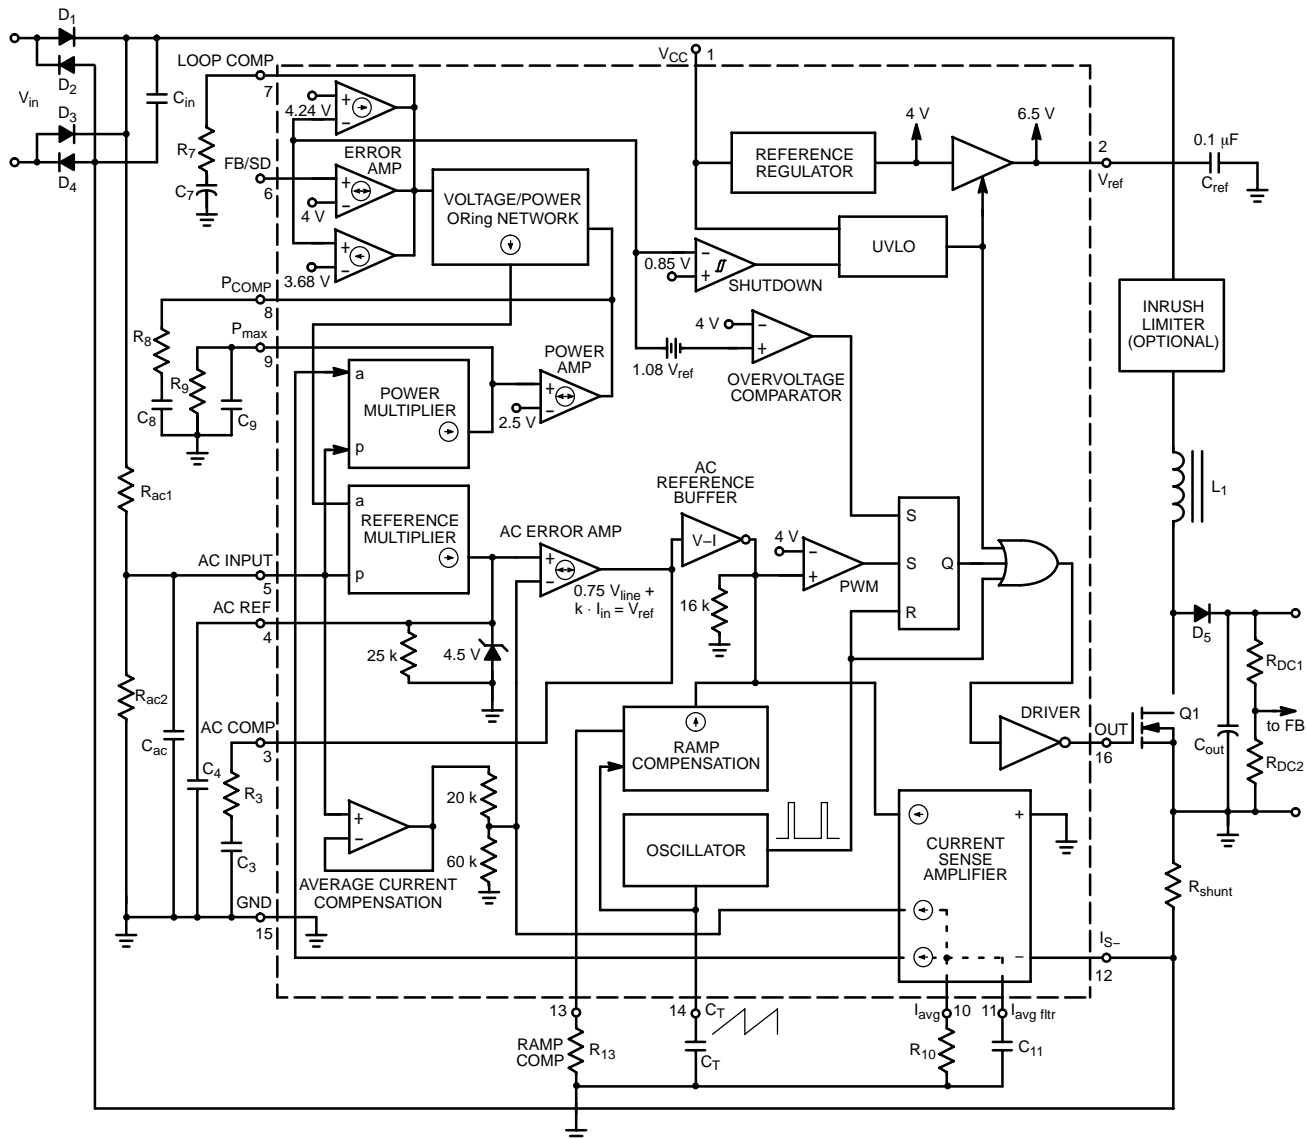 D1
D2
Vin
D3
D4
Cin
LOOP COMP
7
R7
C7
FB/SD
6
4.24 V
+
−
ERROR
AMP
+
−
4 V
+
−
3.68 V
VOLTAGE/POWER
ORing NETWORK
VCC
1
REFERENCE
REGULATOR
4 V
6.5 V
2
Vref
0.1 µF
Cref
UVLO
0.85 V
−
+
SHUTDOWN
4 V
−
+
1.08 Vref
OVERVOLTAGE
COMPARATOR
INRUSH
LIMITER
(OPTIONAL)
PCOMP
8
Pmax
9
R8
R9
C8
C9
a
POWER
MULTIPLIER
p
POWER
AMP
+
−
2.5 V
Rac1
a
REFERENCE
MULTIPLIER
p
AC ERROR AMP
+
−
0.75 Vline +
k · Iin = Vref
AC
REFERENCE
BUFFER
V–I
16 k
4 V
−
+
PWM
S
S
Q
R
L1
AC INPUT
5
AC REF
4
25 k
4.5 V
D5
RDC1
to FB
RDC2
Cout
Rac2
Cac
AC COMP
3
C4
R3
C3
RAMP
COMPENSATION
DRIVER
OUT
16
Q1
20 k
60 k
+
−
AVERAGE CURRENT
COMPENSATION
OSCILLATOR
CURRENT
SENSE
AMPLIFIER
+
−
Rshunt
GND
15
IS−
12
13
RAMP
COMP
R13
14
CT
CT
Iavg
10
R10
11
Iavg fltr
C11